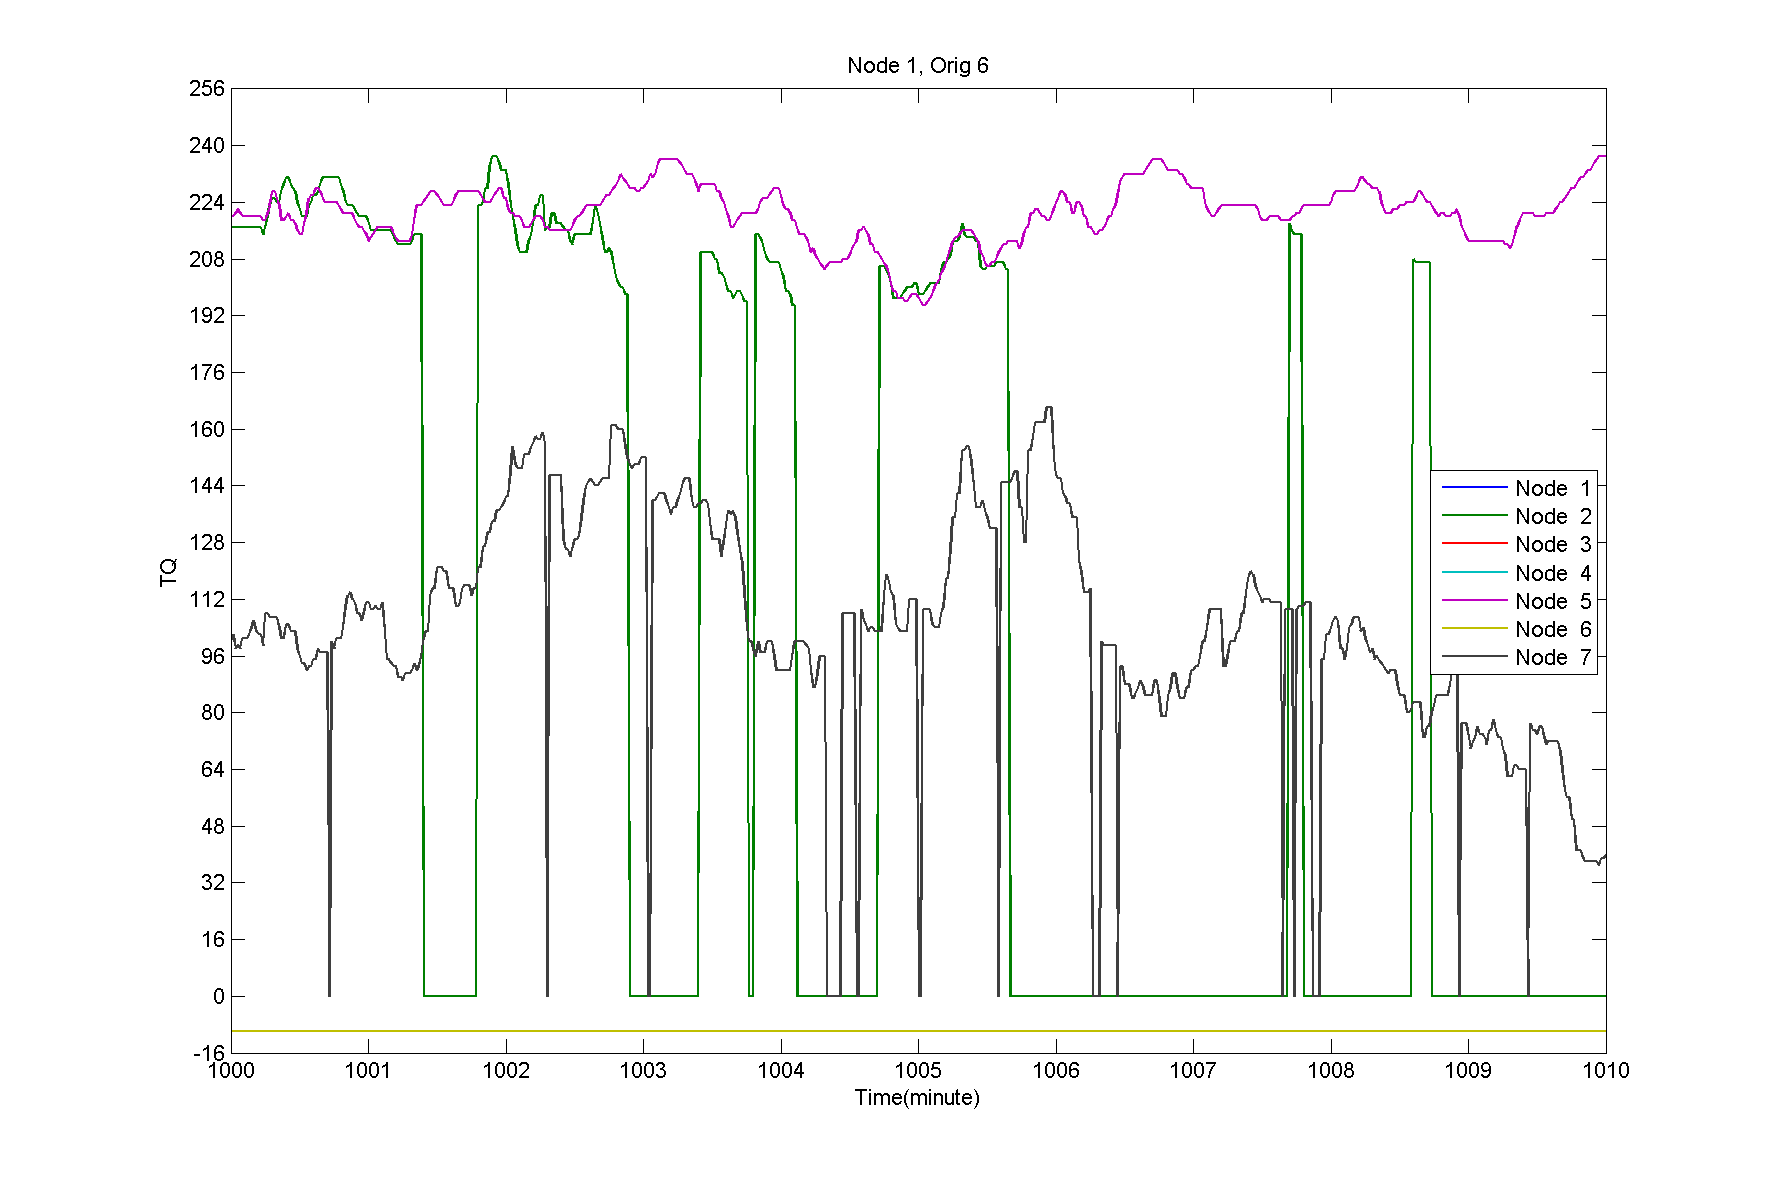 Node 1, Orig 6
256
240
224
208
192
176
160
144
128
112
96
80
64
48
32
16
0
-16
TQ
Node 1
Node 2
Node 3
Node 4
Node 5
Node 6
Node 7
1000 1001 1002 1003 1004 1005 1006 1007 1008 1009 1010
Time(minute)